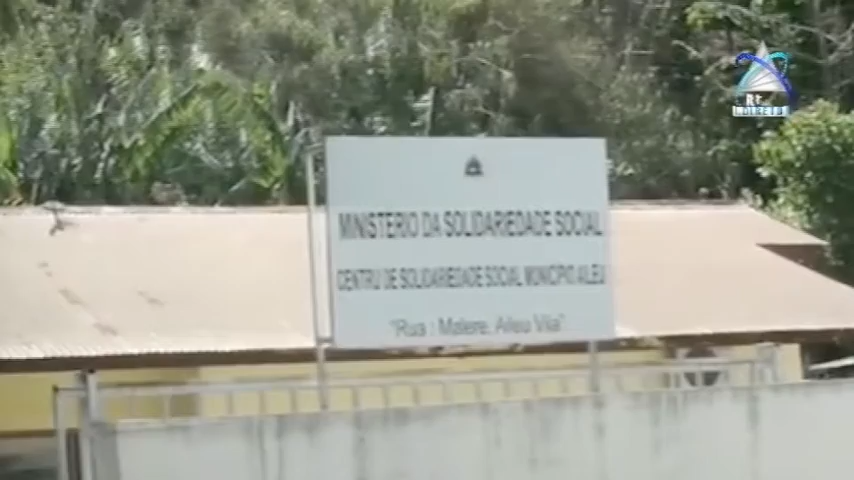 MINISTERIO DA SOLIDARIEDADE SOCIAL
CENTRU DE SOLIDARIEDADE SOCIAL MUNICIPIO AILEU
"Rua : Malere, Aileu Vila"